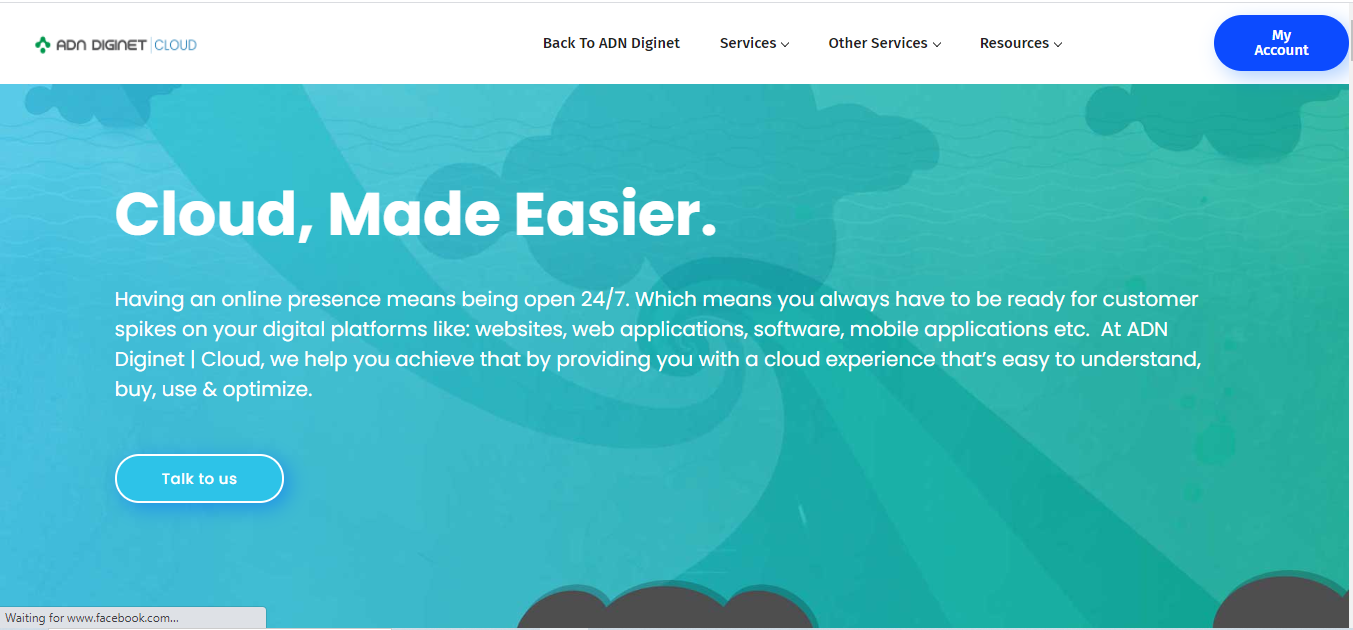 ADN DIGINET | CLOUD
Back To ADN Diginet
Services
Other Services
Resources
My
Account
Cloud, Made Easier.
Having an online presence means being open 24/7. Which means you always have to be ready for customer
spikes on your digital platforms like: websites, web applications, software, mobile applications etc.  At ADN
Diginet | Cloud, we help you achieve that by providing you with a cloud experience that’s easy to understand,
buy, use & optimize.
Talk to us
Waiting for www.facebook.com...